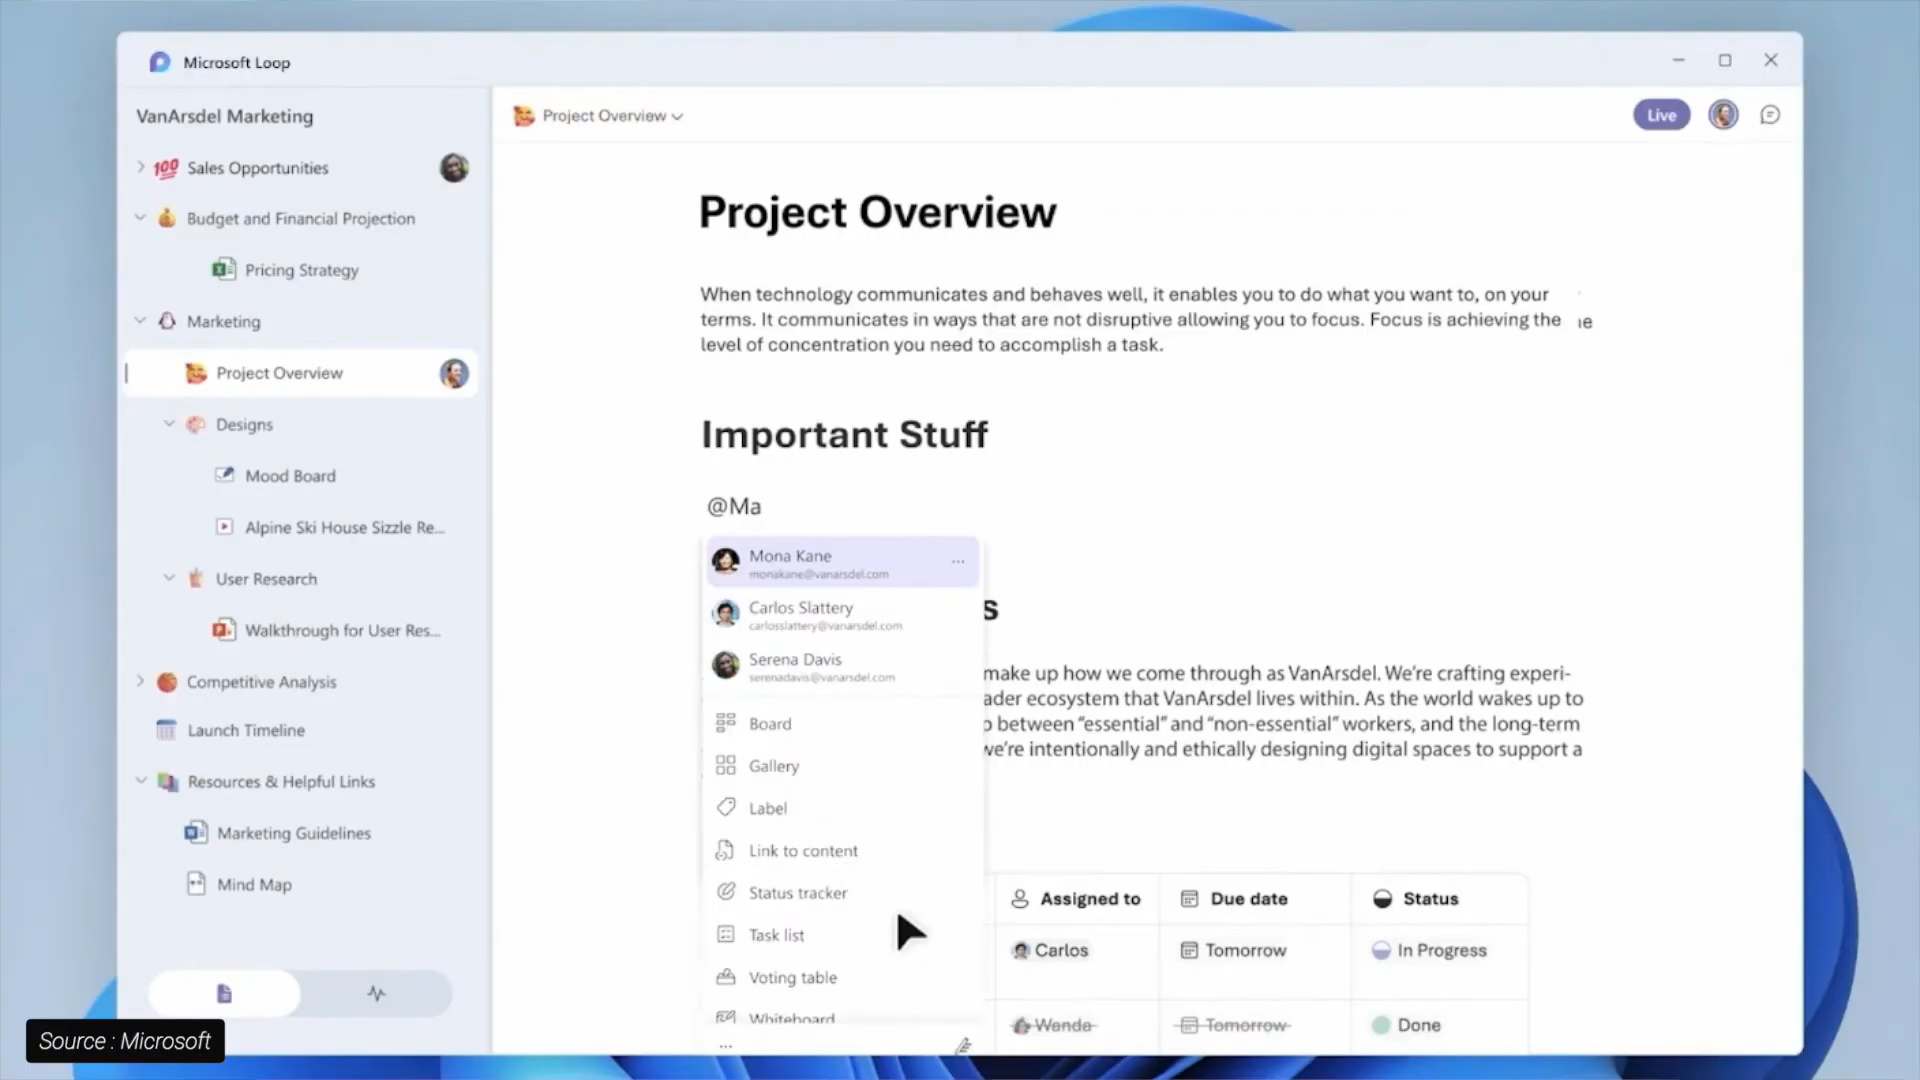 Microsoft Loop
VanArsdel Marketing
Sales Opportunities
Budget and Financial Projection
Pricing Strategy
Marketing
Project Overview
Designs
Mood Board
Alpine Ski House Sizzle Re...
User Research
Walkthrough for User Res...
Competitive Analysis
Launch Timeline
Resources & Helpful Links
Marketing Guidelines
Mind Map
Project Overview
Live
Project Overview
When technology communicates and behaves well, it enables you to do what you want to, on your
terms. It communicates in ways that are not disruptive allowing you to focus. Focus is achieving the
level of concentration you need to accomplish a task.
Important Stuff
@Ma
Mona Kane
monakane@vanarsdel.com
Carlos Slattery
carlosslattery@vanarsdel.com
Serena Davis
serenadavis@vanarsdel.com
Board
Gallery
Label
Link to content
Status tracker
Task list
Voting table
Whiteboard
...
s
make up how we come through as VanArsdel. We’re crafting experi-
ader ecosystem that VanArsdel lives within. As the world wakes up to
between “essential” and “non-essential” workers, and the long-term
we’re intentionally and ethically designing digital spaces to support a
Assigned to Due date Status
Carlos Tomorrow In Progress
Wanda Tomorrow Done
Source : Microsoft